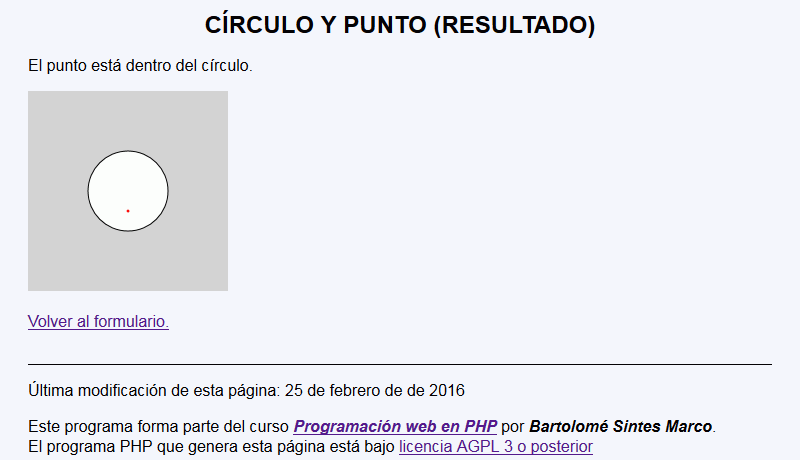 CÍRCULO Y PUNTO (RESULTADO)
El punto está dentro del círculo.
Volver al formulario.
Última modificación de esta página: 25 de febrero de de 2016
Este programa forma parte del curso Programación web en PHP por Bartolomé Sintes Marco.
El programa PHP que genera esta página está bajo licencia AGPL 3 o posterior